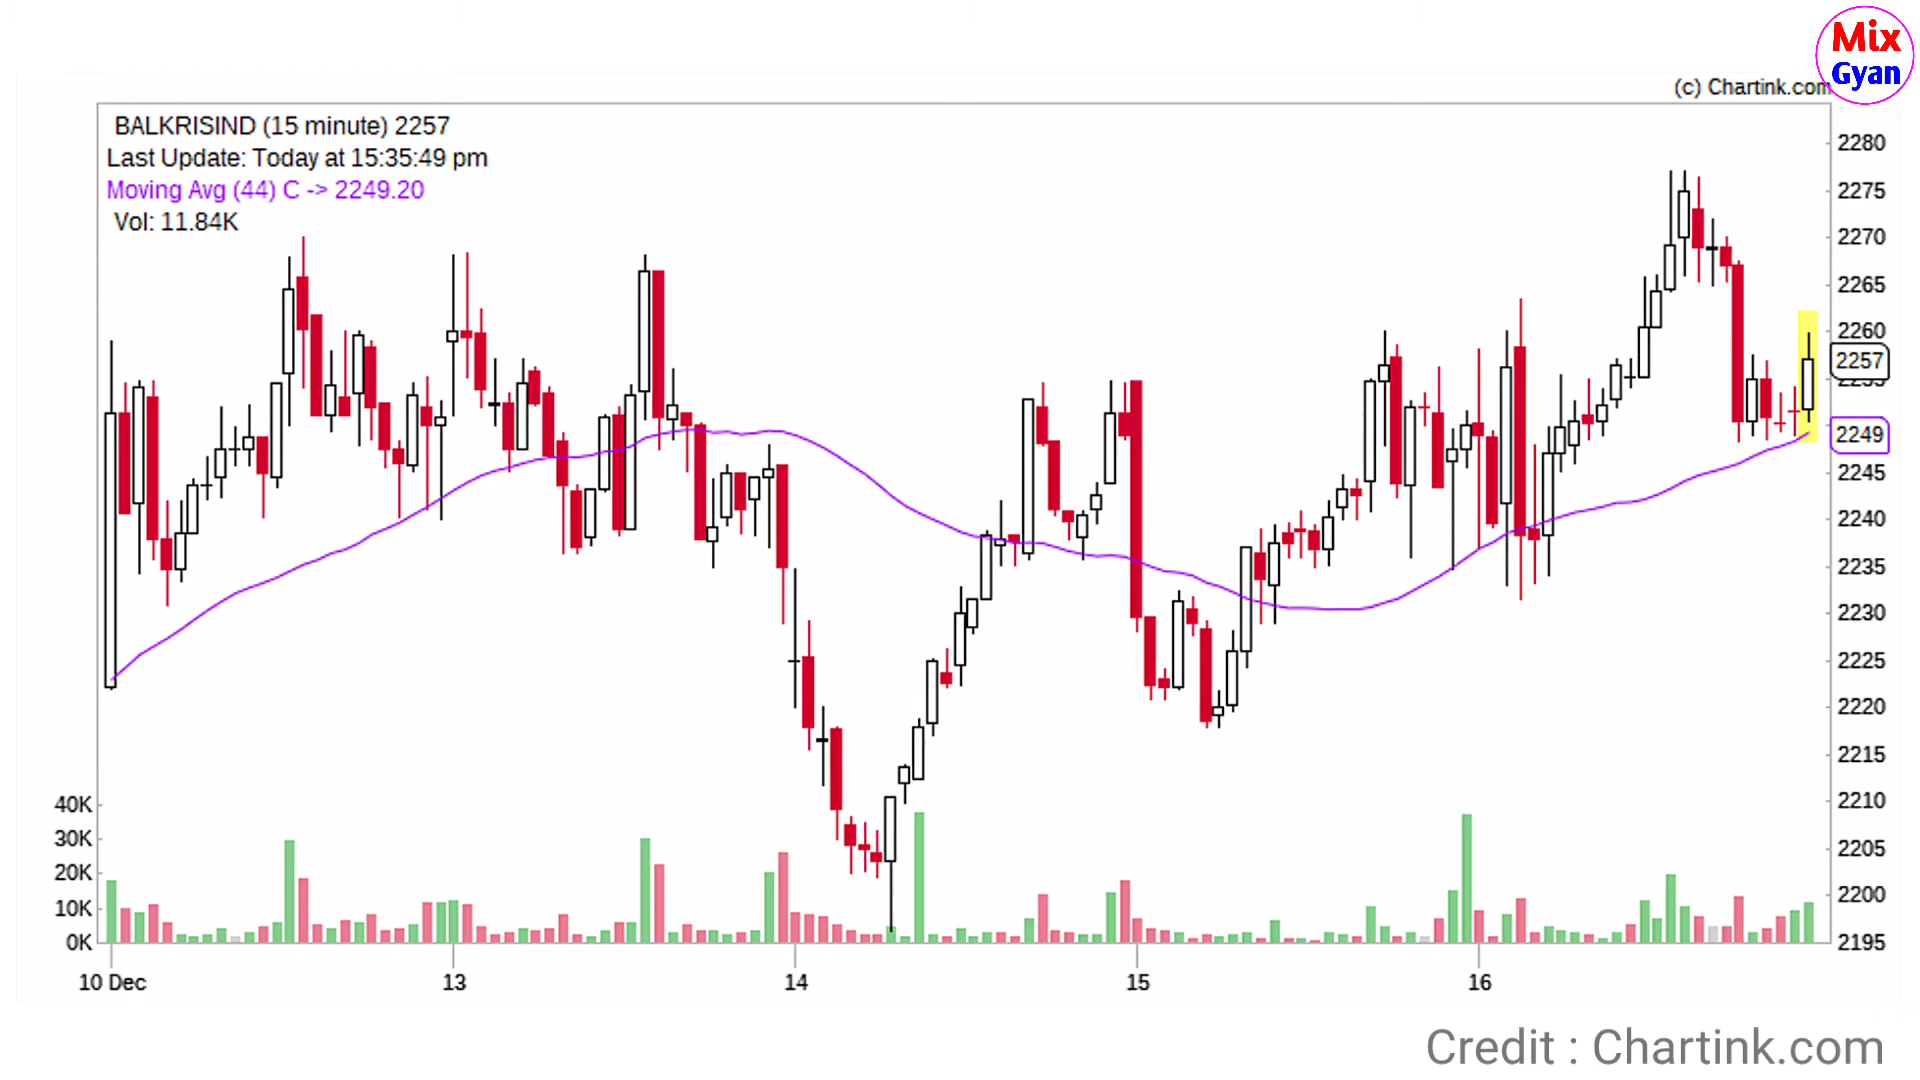 Mix
Gyan
(c) Chartink.com
BALKRISIND (15 minute) 2257
Last Update: Today at 15:35:49 pm
Moving Avg (44) C -> 2249.20
Vol: 11.84K
2280
2275
2270
2265
2260
2257
2255
2249
2245
2240
2235
2230
2225
2220
2215
2210
2205
2200
2195
40K
30K
20K
10K
0K
10 Dec
13
14
15
16
Credit : Chartink.com